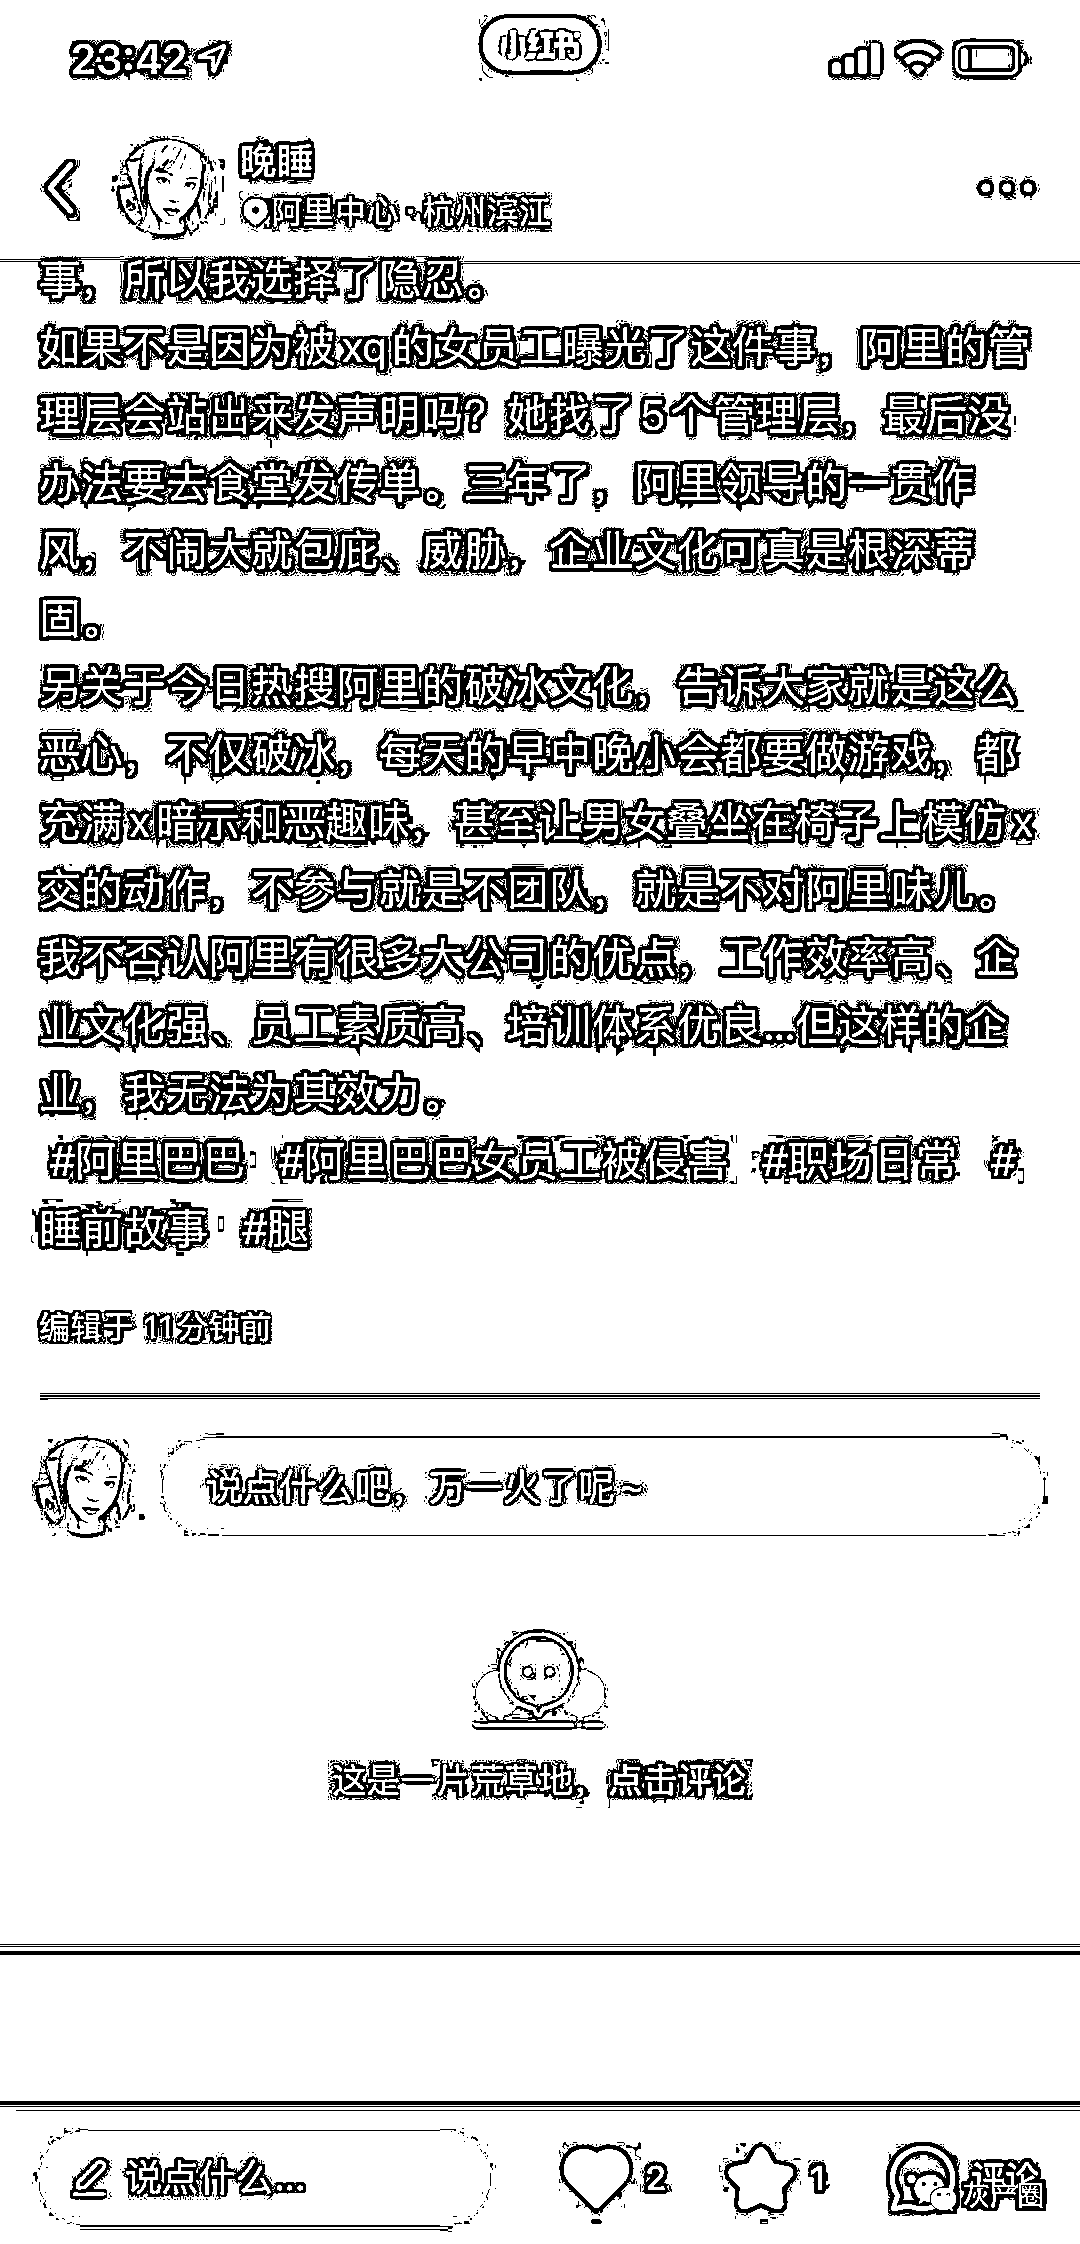 23:42
小红书
晚睡
阿里中心·杭州滨江
事，所以我选择了隐忍。
如果不是因为被xq的女员工曝光了这件事，阿里的管
理层会站出来发声明吗？她找了5个管理层，最后没
办法要去食堂发传单。三年了，阿里领导的一贯作
风，不闹大就包庇、威胁，企业文化可真是根深蒂
固。
另关于今日热搜阿里的破冰文化，告诉大家就是这么
恶心，不仅破冰，每天的早中晚小会都要做游戏，都
充满x暗示和恶趣味，甚至让男女叠坐在椅子上模仿x
交的动作，不参与就是不团队，就是不对阿里味儿。
我不否认阿里有很多大公司的优点，工作效率高、企
业文化强、员工素质高、培训体系优良...但这样的企
业，我无法为其效力。
#阿里巴巴 #阿里巴巴女员工被侵害 #职场日常 #
睡前故事 #腿
编辑于 11分钟前
说点什么吧，万一火了呢~
这是一片荒草地，点击评论
说点什么...
2
1
评论
灰产圈